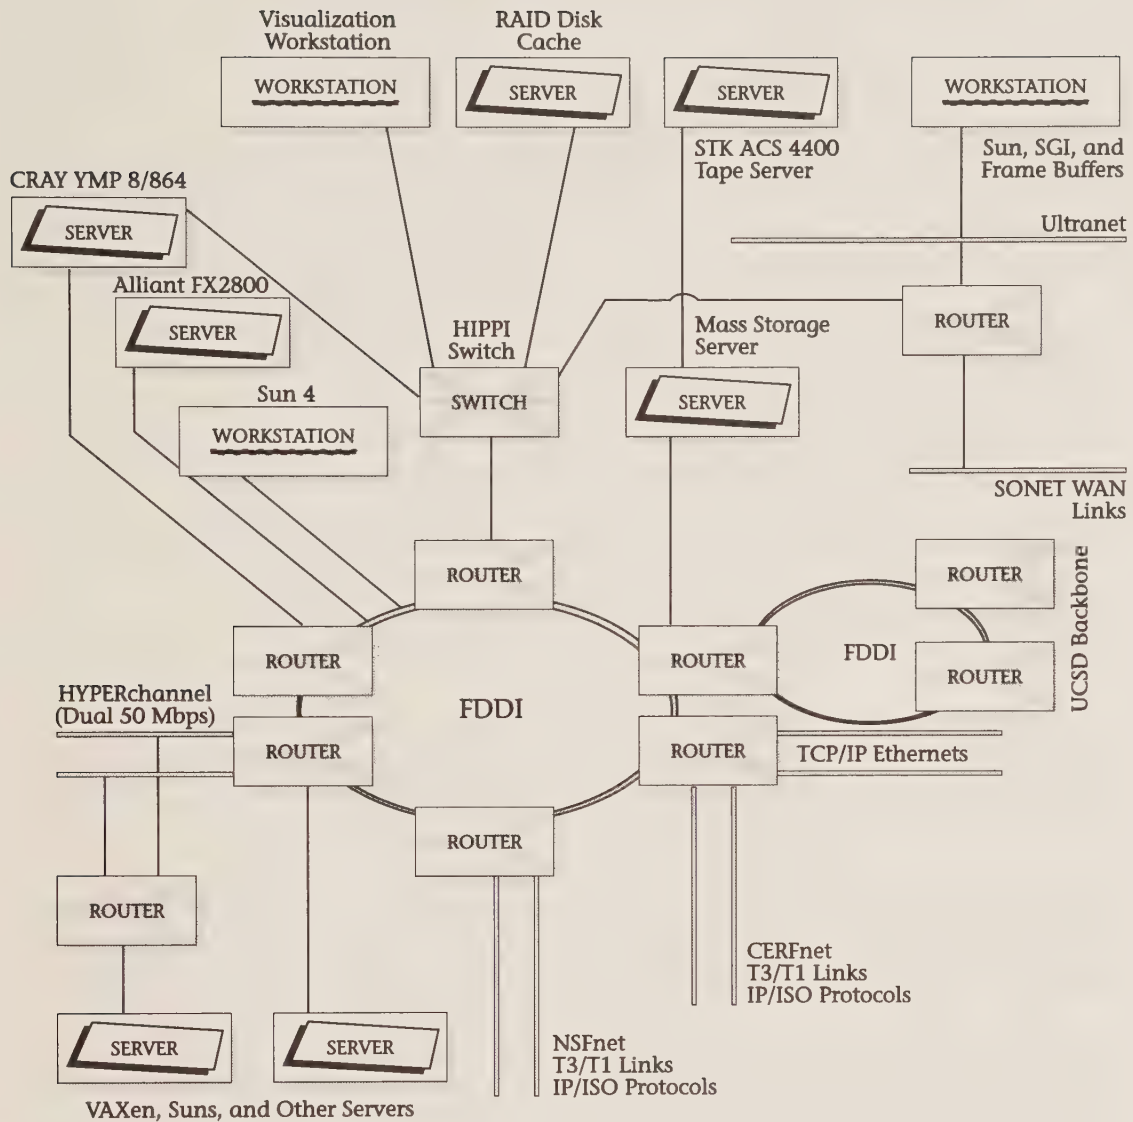 Visualization
Workstation
WORKSTATION
RAID Disk
Cache
SERVER
SERVER
STK ACS 4400
Tape Server
WORKSTATION
Sun, SGI, and
Frame Buffers
CRAY YMP 8/864
SERVER
Ultranet
Alliant FX2800
SERVER
HIPPI
Switch
SWITCH
Mass Storage
Server
SERVER
ROUTER
Sun 4
WORKSTATION
SONET WAN
Links
ROUTER
ROUTER
ROUTER
ROUTER
FDDI
ROUTER
UCSD Backbone
HYPERchannel
(Dual 50 Mbps)
FDDI
ROUTER
ROUTER
TCP/IP Ethernets
ROUTER
ROUTER
CERFnet
T3/T1 Links
IP/ISO Protocols
SERVER
SERVER
NSFnet
T3/T1 Links
IP/ISO Protocols
VAXen, Suns, and Other Servers